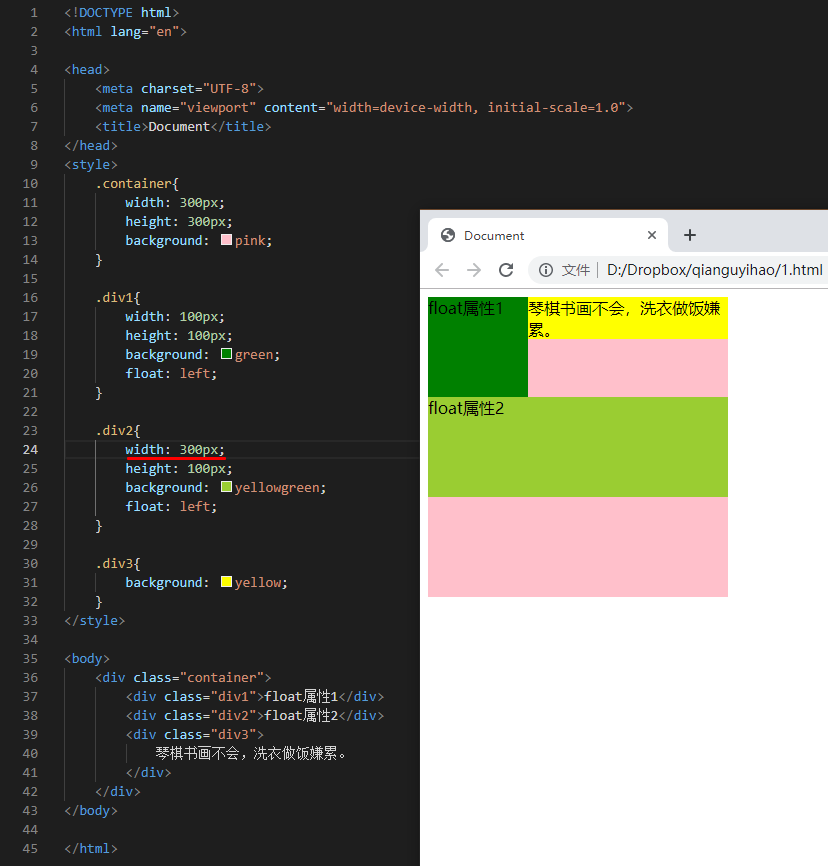 1 <!DOCTYPE html>
2 <html lang="en">
3
4 <head>
5     <meta charset="UTF-8">
6     <meta name="viewport" content="width=device-width, initial-scale=1.0">
7     <title>Document</title>
8 </head>
9 <style>
10     .container{
11         width: 300px;
12         height: 300px;
13         background: pink;
14     }
15
16     .div1{
17         width: 100px;
18         height: 100px;
19         background: green;
20         float: left;
21     }
22
23     .div2{
24         width: 300px;
25         height: 100px;
26         background: yellowgreen;
27         float: left;
28     }
29
30     .div3{
31         background: yellow;
32     }
33 </style>
34
35 <body>
36     <div class="container">
37         <div class="div1">float属性1</div>
38         <div class="div2">float属性2</div>
39         <div class="div3">
40             琴棋书画不会，洗衣做饭嫌累。
41         </div>
42     </div>
43 </body>
44
45 </html>
Document
文件 | D:/Dropbox/qianguyihao/1.html
float属性1
琴棋书画不会，洗衣做饭嫌
累。
float属性2